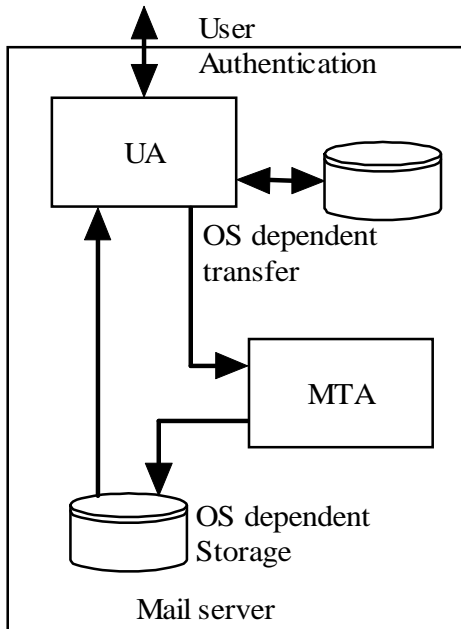 User
Authentication
UA
OS dependent
transfer
MTA
OS dependent
Storage
Mail server